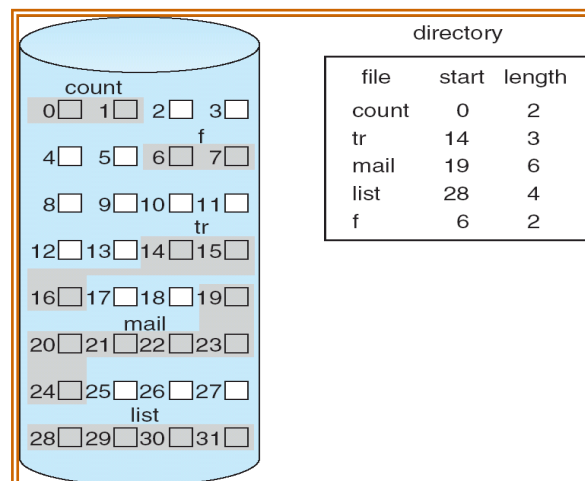 directory
file start length
count 0 2
tr 14 3
mail 19 6
list 28 4
f 6 2
count
0 1 2 3
f
4 5 6 7
8 9 10 11
tr
12 13 14 15
16 17 18 19
mail
20 21 22 23
24 25 26 27
list
28 29 30 31